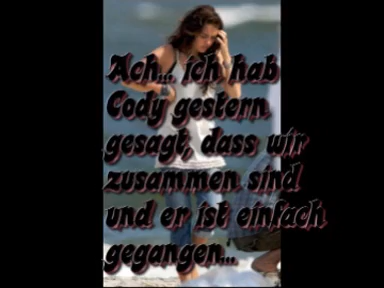 Ach... ich hab
Cody gestern
gesagt, dass wir
zusammen sind
und er ist einfach
gegangen...